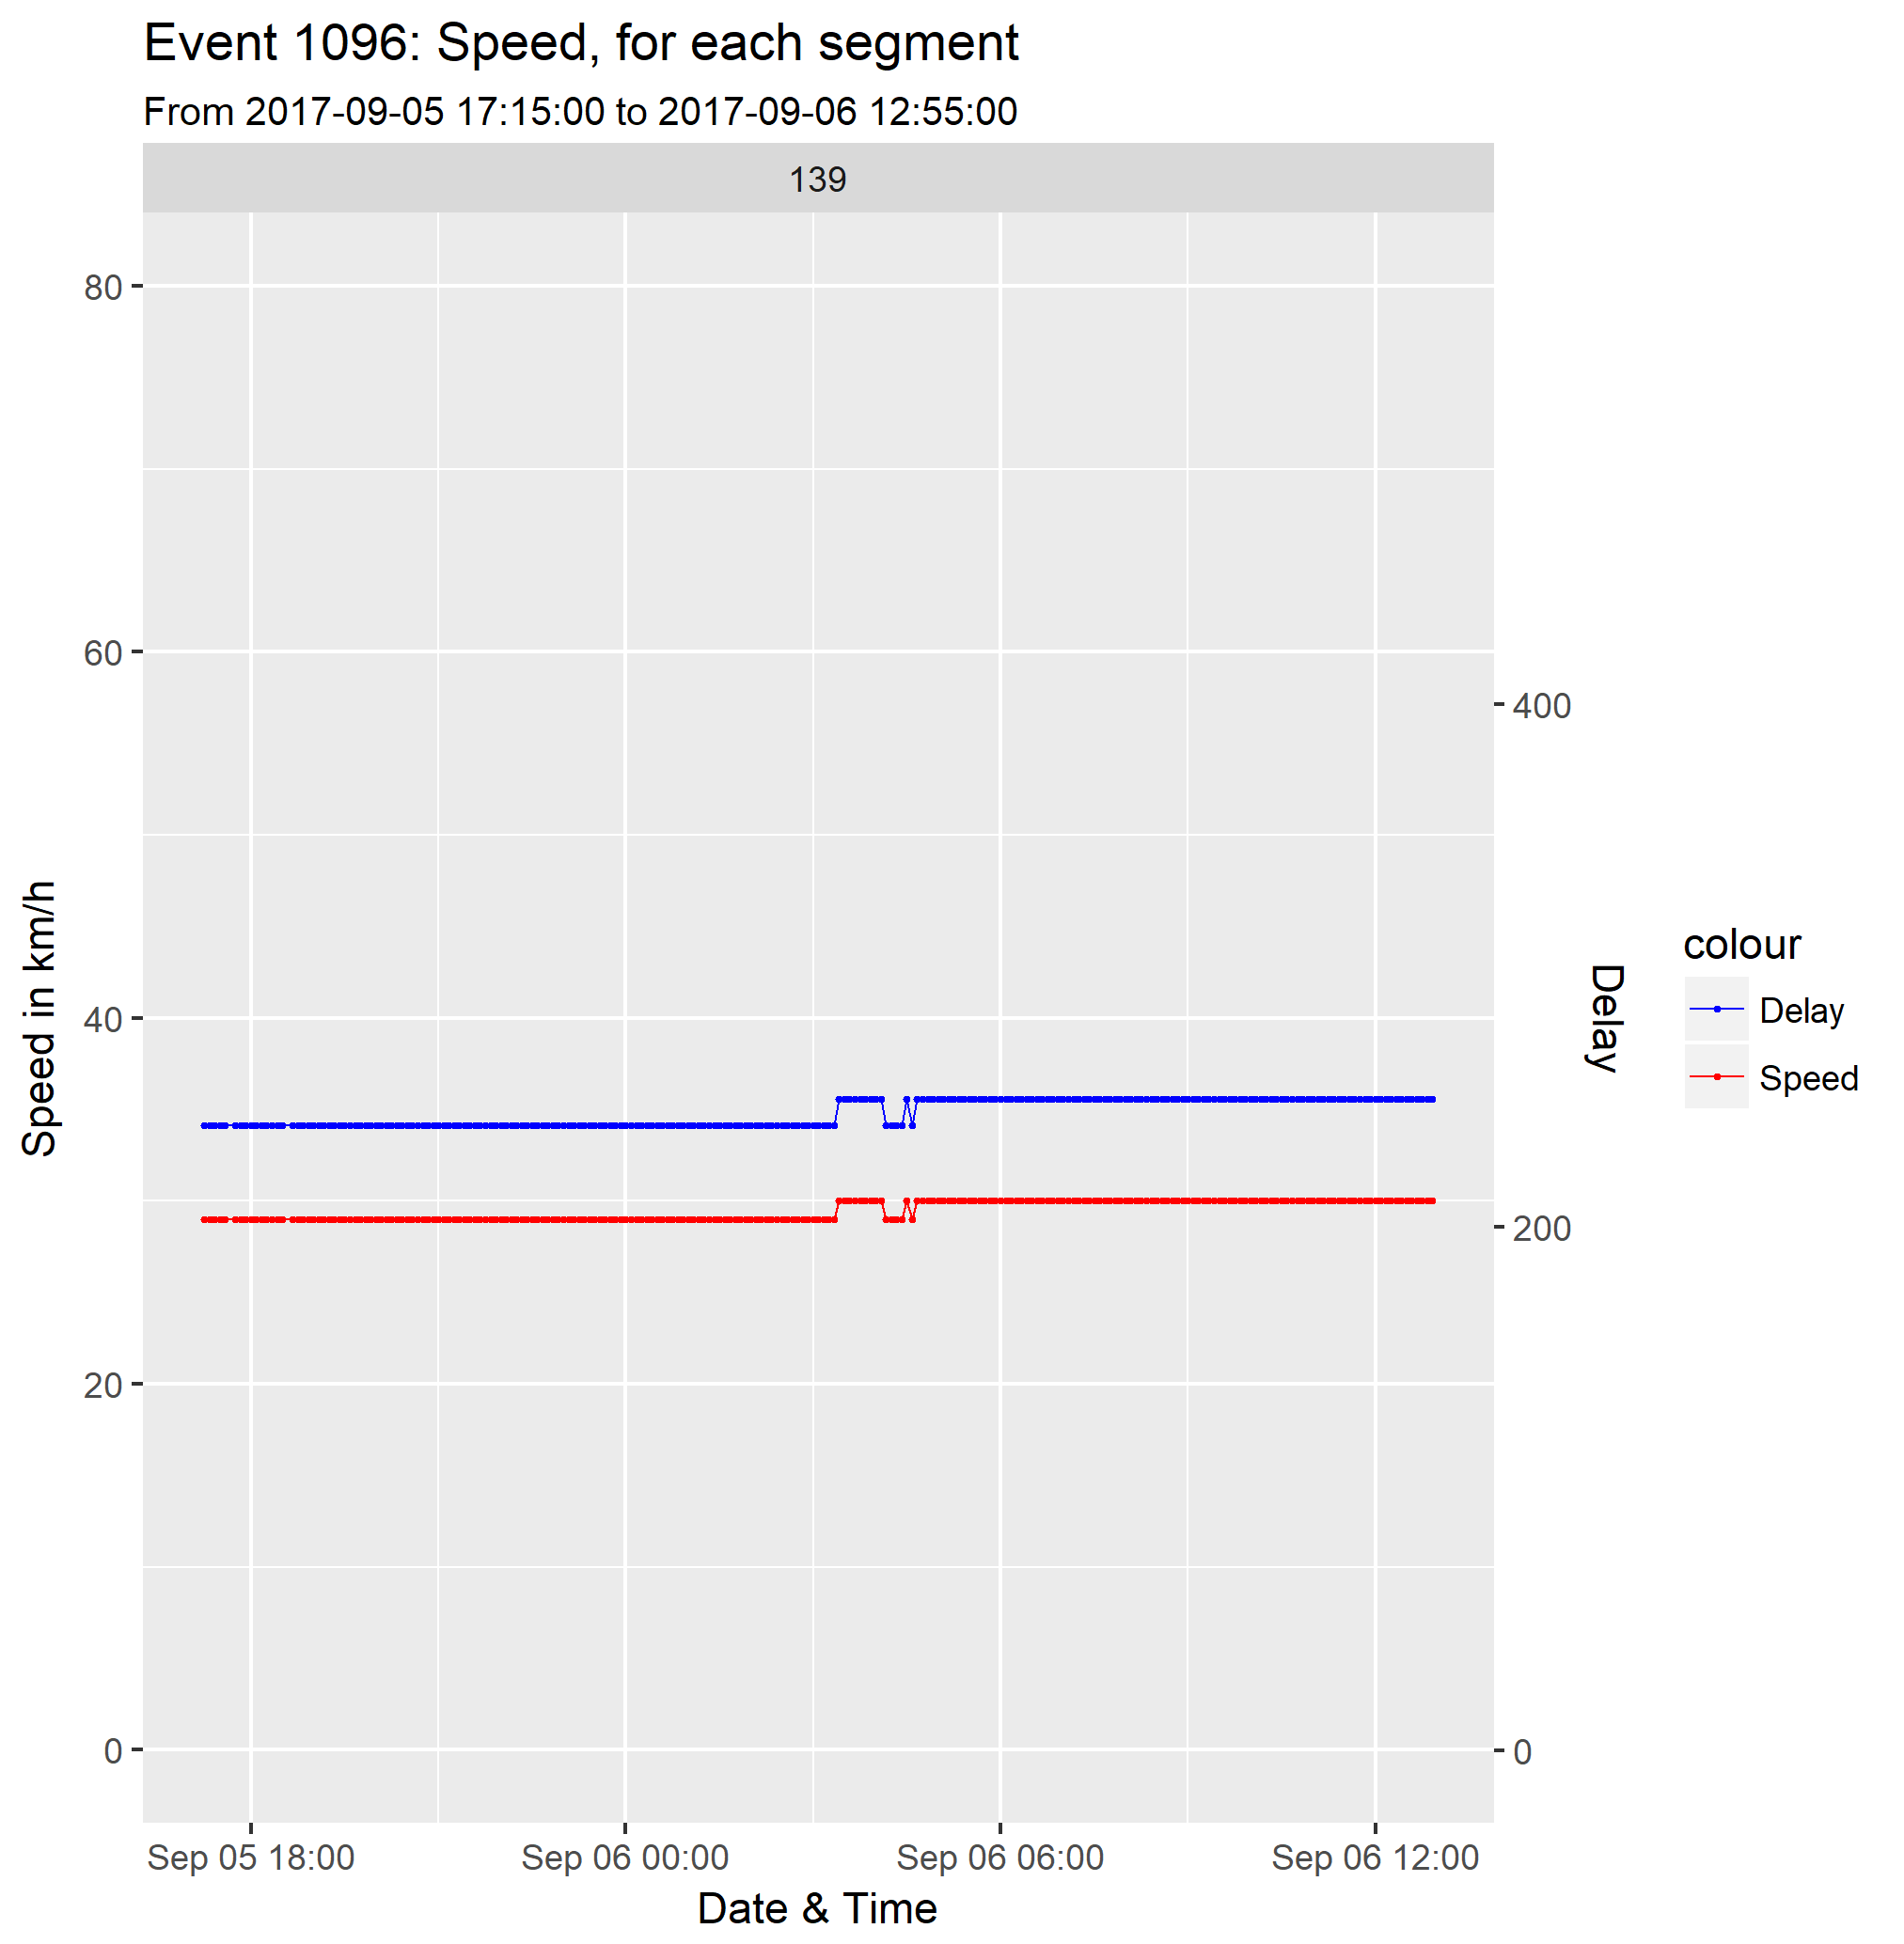 Event 1096: Speed, for each segment
From 2017-09-05 17:15:00 to 2017-09-06 12:55:00
139
80
60
40
20
0
Speed in km/h
400
200
0
Delay
colour
Delay
Speed
Sep 05 18:00
Sep 06 00:00
Sep 06 06:00
Sep 06 12:00
Date & Time